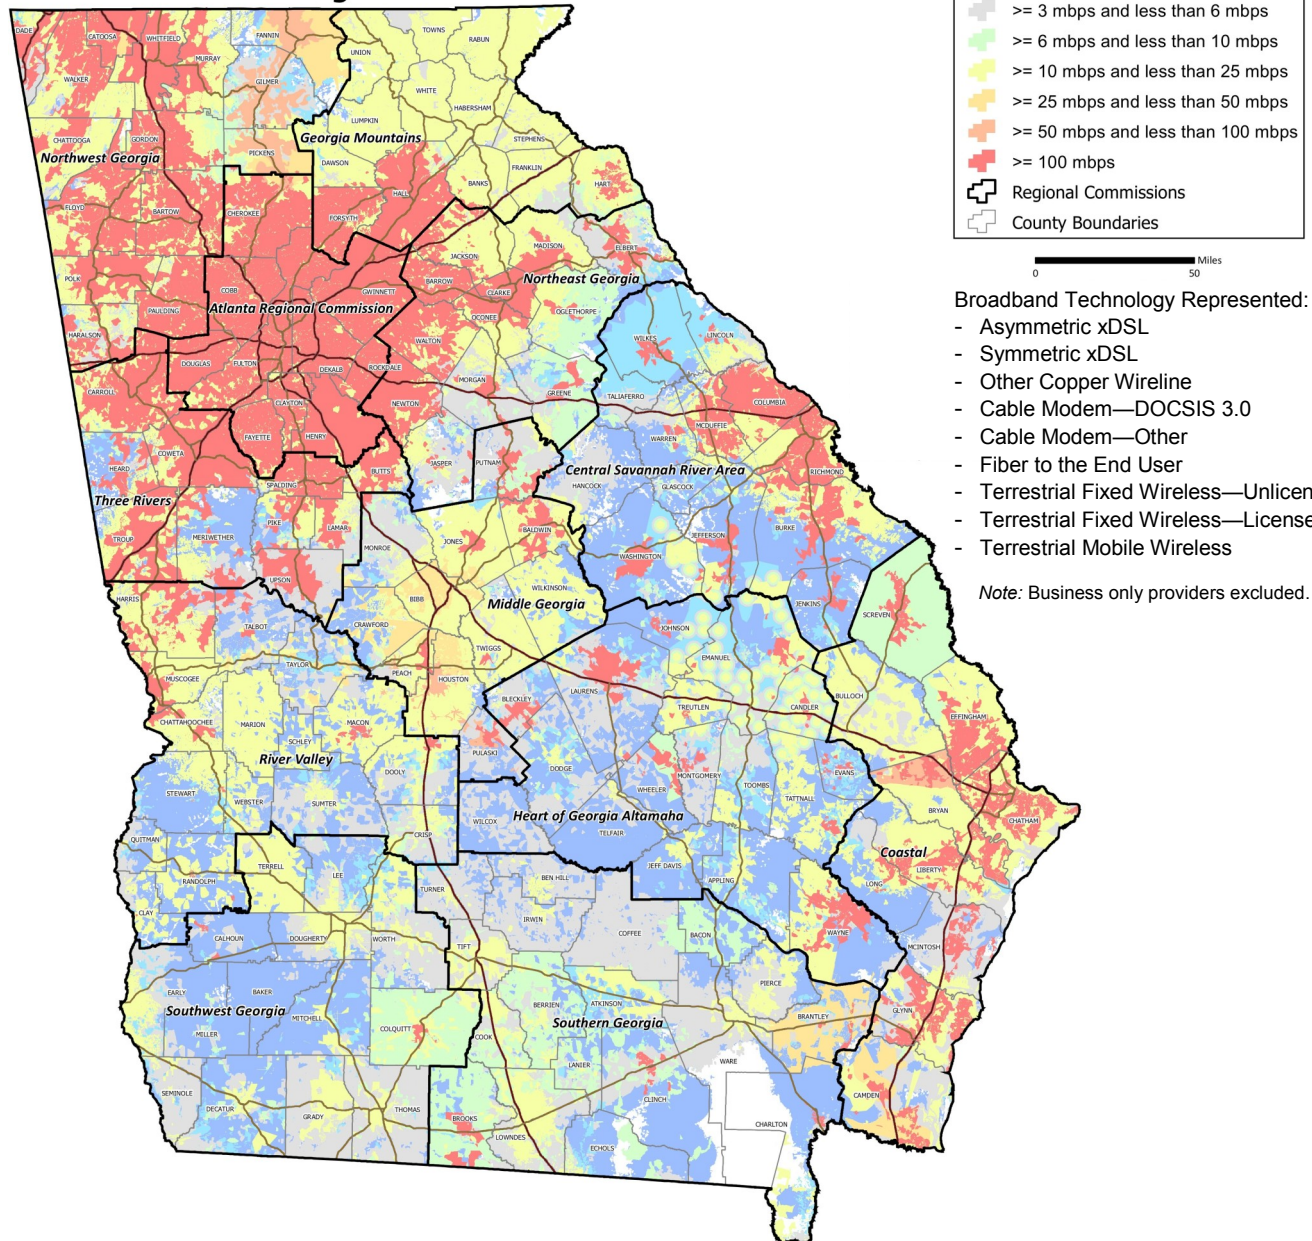 >= 3 mbps and less than 6 mbps
>= 6 mbps and less than 10 mbps
>= 10 mbps and less than 25 mbps
>= 25 mbps and less than 50 mbps
>= 50 mbps and less than 100 mbps
>= 100 mbps
Regional Commissions
County Boundaries
Miles
0 50
Broadband Technology Represented:
- Asymmetric xDSL
- Symmetric xDSL
- Other Copper Wireline
- Cable Modem—DOCSIS 3.0
- Cable Modem—Other
- Fiber to the End User
- Terrestrial Fixed Wireless—Unlicen
- Terrestrial Fixed Wireless—License
- Terrestrial Mobile Wireless
Note: Business only providers excluded.
DADE
CATOOSA
WHITFIELD
FANNIN
TOWNS
RABUN
UNION
MURRAY
WALKER
GILMER
WHITE
HABERSHAM
LUMPKIN
STEPHENS
Georgia Mountains
CHATTOOGA
GORDON
PICKENS
Northwest Georgia
DAWSON
FRANKLIN
BANKS
HART
HALL
FLOYD
BARTOW
CHEROKEE
FORSYTH
MADISON
ELBERT
JACKSON
POLK
COBB
GWINNETT
BARROW
CLARKE
Northeast Georgia
PAULDING
Atlanta Regional Commission
OCONEE
OGLETHORPE
HARALSON
WALTON
WILKES
LINCOLN
DOUGLAS
FULTON
DEKALB
ROCKDALE
CARROLL
MORGAN
GREENE
TALIAFERRO
COLUMBIA
CLAYTON
NEWTON
FAYETTE
HENRY
MCDUFFIE
WARREN
COWETA
HEARD
BUTTS
JASPER
PUTNAM
Central Savannah River Area
RICHMOND
SPALDING
HANCOCK
GLASCOCK
Three Rivers
PIKE
LAMAR
BALDWIN
BURKE
TROUP
MERIWETHER
MONROE
JONES
JEFFERSON
WASHINGTON
UPSON
WILKINSON
HARRIS
BIBB
Middle Georgia
JENKINS
SCREVEN
TALBOT
CRAWFORD
JOHNSON
TWIGGS
EMANUEL
TAYLOR
PEACH
HOUSTON
MUSCOGEE
BLECKLEY
LAURENS
TREUTLEN
CANDLER
BULLOCH
EFFINGHAM
CHATTAHOOCHEE
MARION
MACON
SCHLEY
River Valley
PULASKI
DOOLY
DODGE
MONTGOMERY
EVANS
STEWART
WEBSTER
SUMTER
WHEELER
TOOMBS
TATTNALL
BRYAN
CHATHAM
WILCOX
Heart of Georgia Altamaha
TELFAIR
QUITMAN
CRISP
Coastal
TERRELL
LEE
JEFF DAVIS
APPLING
LIBERTY
RANDOLPH
TURNER
BEN HILL
LONG
CLAY
IRWIN
COFFEE
BACON
WAYNE
CALHOUN
DOUGHERTY
WORTH
TIFT
MCINTOSH
PIERCE
EARLY
BAKER
BERRIEN
ATKINSON
Southwest Georgia
MITCHELL
Southern Georgia
BRANTLEY
GLYNN
MILLER
COLQUITT
COOK
LANIER
WARE
SEMINOLE
DECATUR
GRADY
THOMAS
CLINCH
CAMDEN
BROOKS
LOWNDES
CHARLTON
ECHOLS